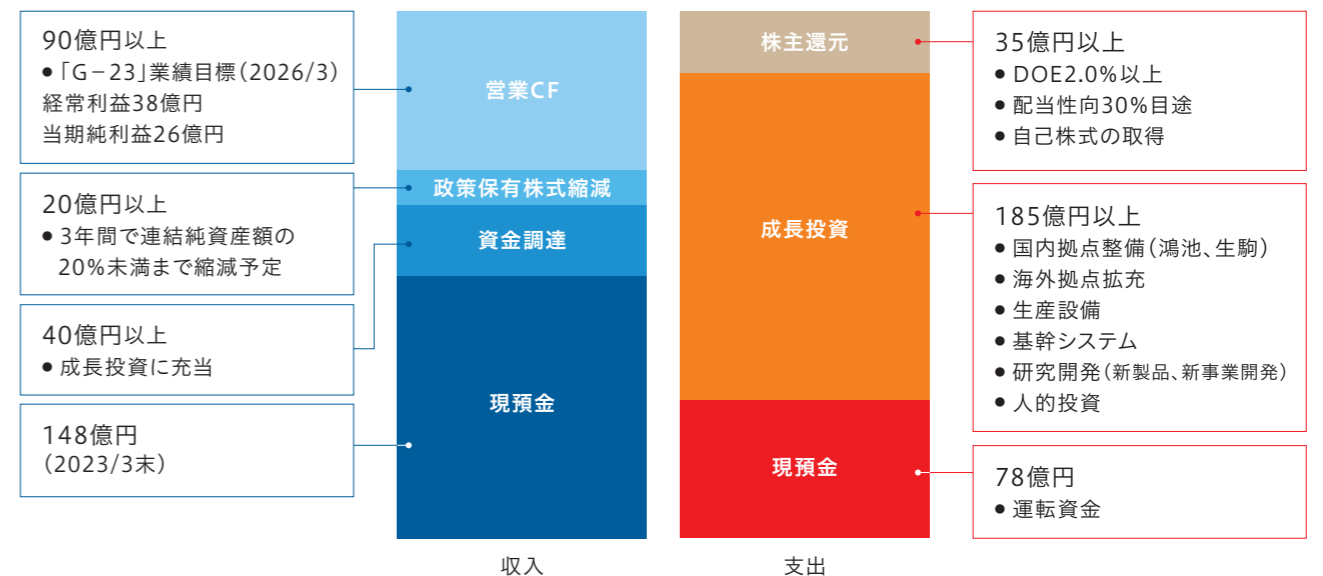 90億円以上
●「G－23」業績目標（2026/3）
経常利益38億円
当期純利益26億円
20億円以上
● 3年間で連結純資産額の
20%未満まで縮減予定
40億円以上
● 成長投資に充当
148億円
（2023/3末）
営業CF
政策保有株式縮減
資金調達
現預金
収入
株主還元
成長投資
現預金
支出
35億円以上
● DOE2.0%以上
● 配当性向30%目途
● 自己株式の取得
185億円以上
● 国内拠点整備（鴻池、生駒）
● 海外拠点拡充
● 生産設備
● 基幹システム
● 研究開発（新製品、新事業開発）
● 人的投資
78億円
● 運転資金